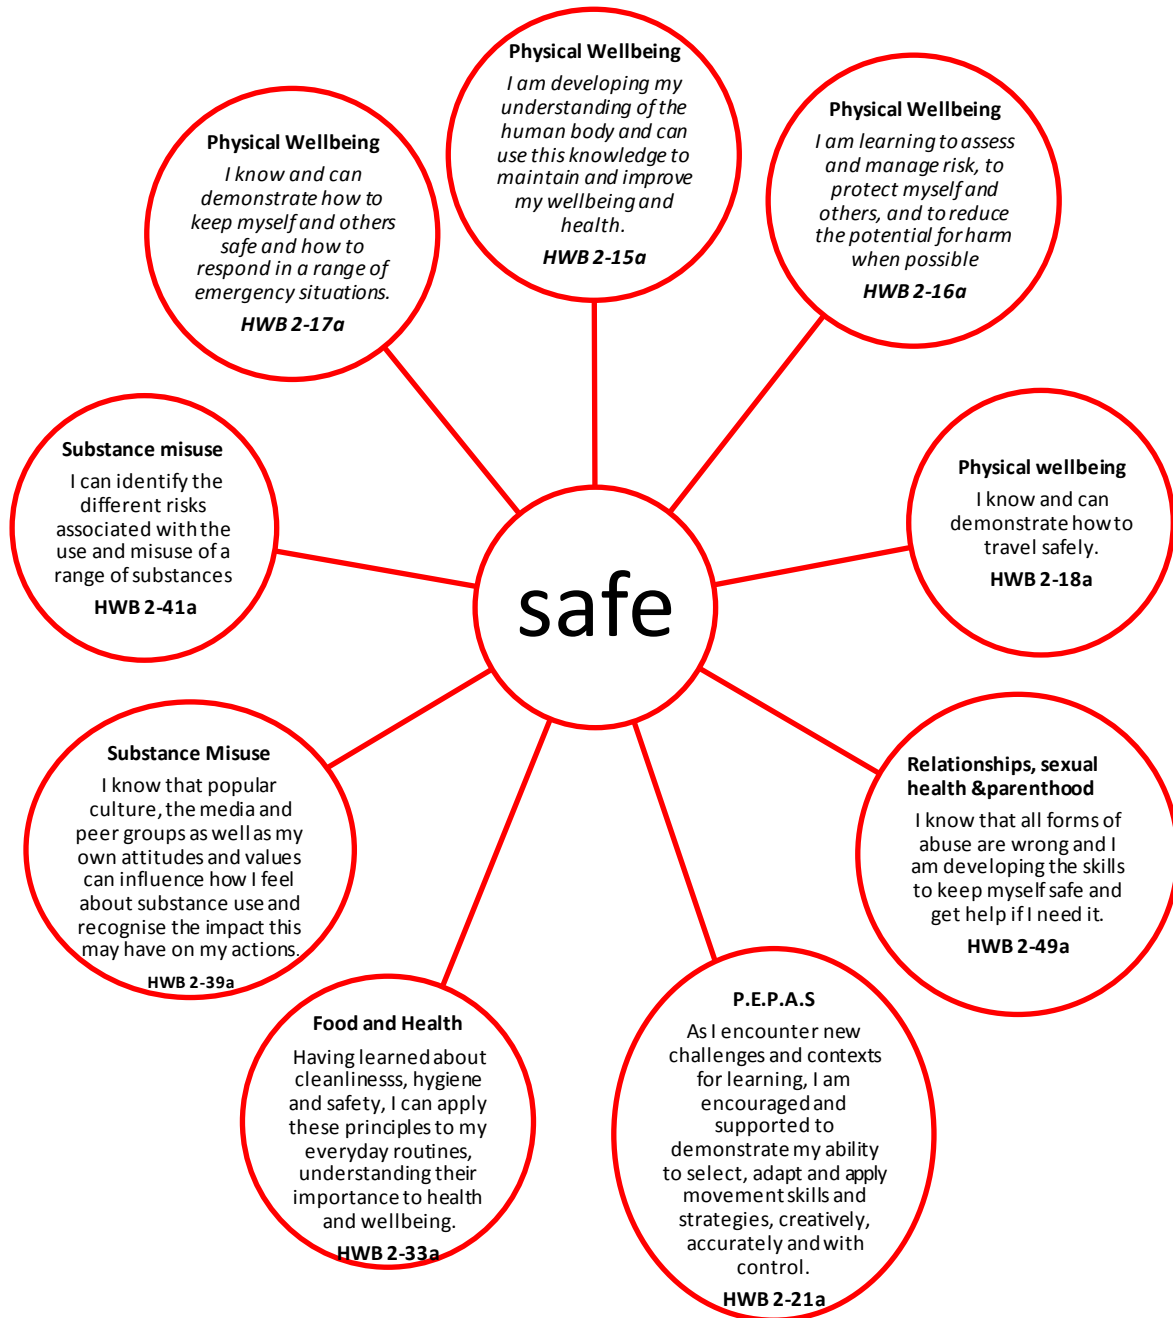 Physical Wellbeing
I am developing my
understanding of the
human body and can
use this knowledge to
maintain and improve
my wellbeing and
health.
HWB 2-15a
Physical Wellbeing
I am learning to assess
and manage risk, to
protect myself and
others, and to reduce
the potential for harm
when possible
HWB 2-16a
Physical wellbeing
I know and can
demonstrate how to
travel safely.
HWB 2-18a
Relationships, sexual
health &parenthood
I know that all forms of
abuse are wrong and I
am developing the skills
to keep myself safe and
get help if I need it.
HWB 2-49a
P.E.P.A.S
As I encounter new
challenges and contexts
for learning, I am
encouraged and
supported to
demonstrate my ability
to select, adapt and apply
movement skills and
strategies, creatively,
accurately and with
control.
HWB 2-21a
Food and Health
Having learned about
cleanlinesss, hygiene
and safety, I can apply
these principles to my
everyday routines,
understanding their
importance to health
and wellbeing.
HWB 2-33a
Substance Misuse
I know that popular
culture, the media and
peer groups as well as my
own attitudes and values
can influence how I feel
about substance use and
recognise the impact this
may have on my actions.
HWB 2-39a
Substance misuse
I can identify the
different risks
associated with the
use and misuse of a
range of substances
HWB 2-41a
Physical Wellbeing
I know and can
demonstrate how to
keep myself and others
safe and how to
respond in a range of
emergency situations.
HWB 2-17a
safe